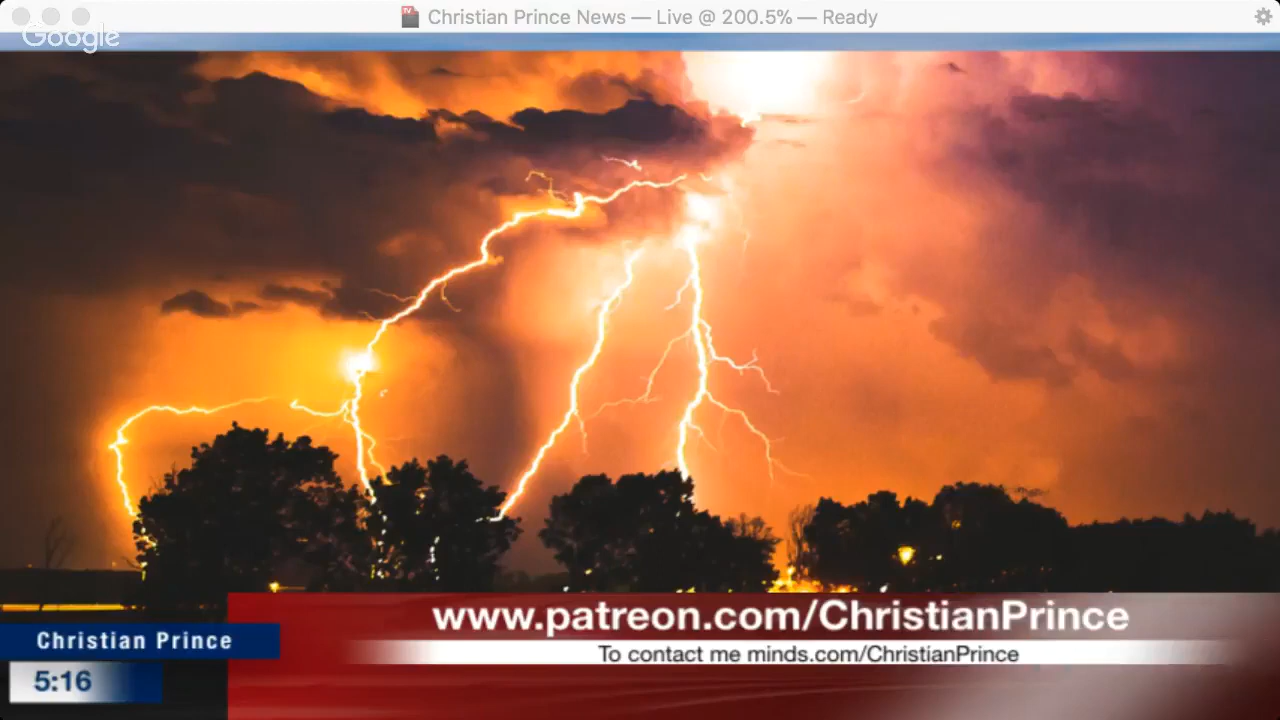 Christian Prince News — Live @ 200.5% — Ready
Google
www.patreon.com/ChristianPrince
To contact me minds.com/ChristianPrince
Christian Prince
5:16